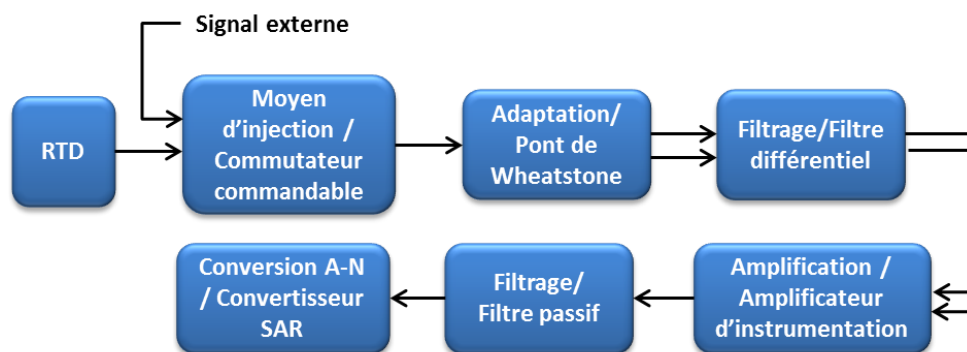 Signal externe
RTD
Moyen
d'injection /
Commutateur
commandable
Adaptation/
Pont de
Wheatstone
Filtrage/Filtre
différentiel
Conversion A-N
/ Convertisseur
SAR
Filtrage/
Filtre passif
Amplification /
Amplificateur
d'instrumentation